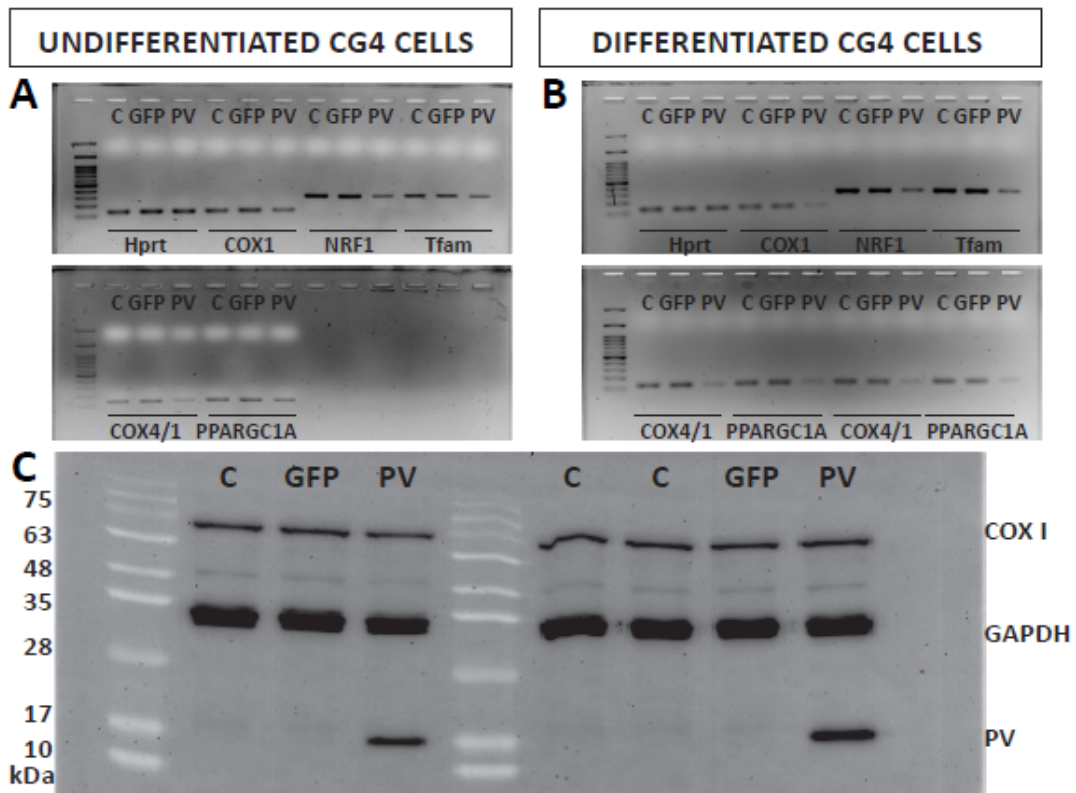 UNDIFFERENTIATED CG4 CELLS
DIFFERENTIATED CG4 CELLS
A
C GFP PV C GFP PV C GFP PV C GFP PV
Hprt COX1 NRF1 Tfam
C GFP PV C GFP PV
COX4/1 PPARGC1A
B
C GFP PV C GFP PV C GFP PV C GFP PV
Hprt COX1 NRF1 Tfam
C GFP PV C GFP PV C GFP PV C GFP PV
COX4/1 PPARGC1A COX4/1 PPARGC1A
C
C GFP PV C C GFP PV
75
63
48
35
28
17
10
kDa
COX I
GAPDH
PV